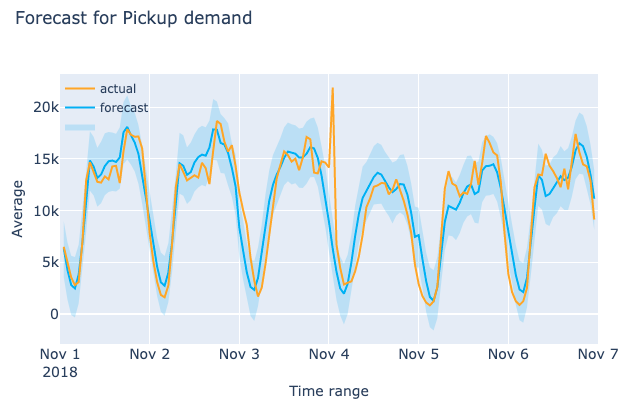 Forecast for Pickup demand
actual
forecast
20k
15k
10k
5k
0
Average
Nov 1
2018
Nov 2
Nov 3
Nov 4
Nov 5
Nov 6
Nov 7
Time range